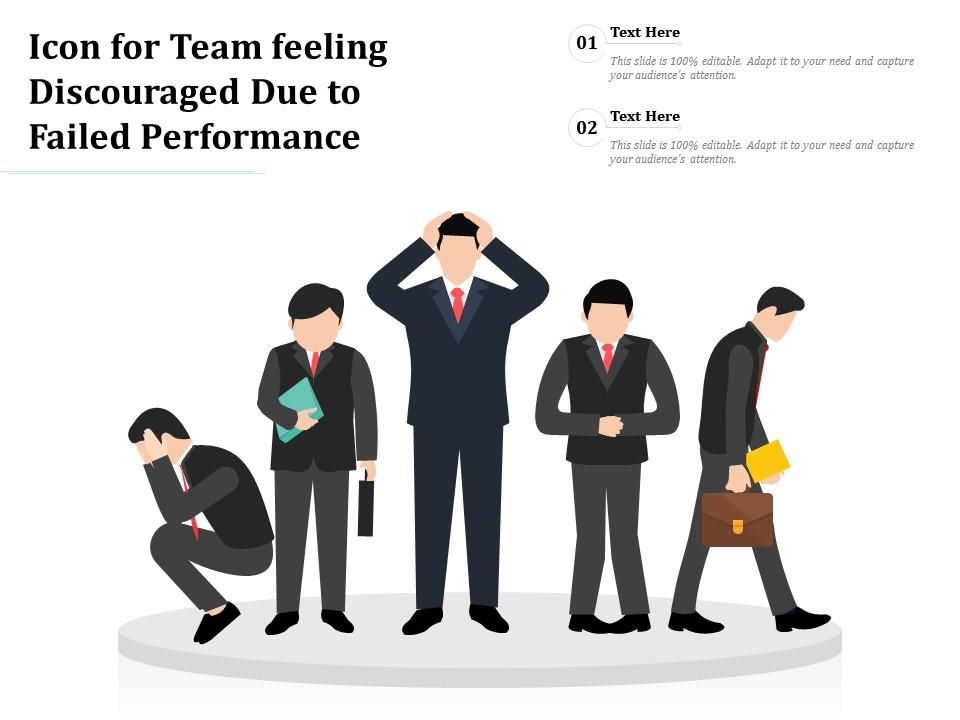 Icon for Team feeling
Discouraged Due to
Failed Performance
01
Text Here
This slide is 100% editable. Adapt it to your need and capture
your audience's attention.
02
Text Here
This slide is 100% editable. Adapt it to your need and capture
your audience's attention.